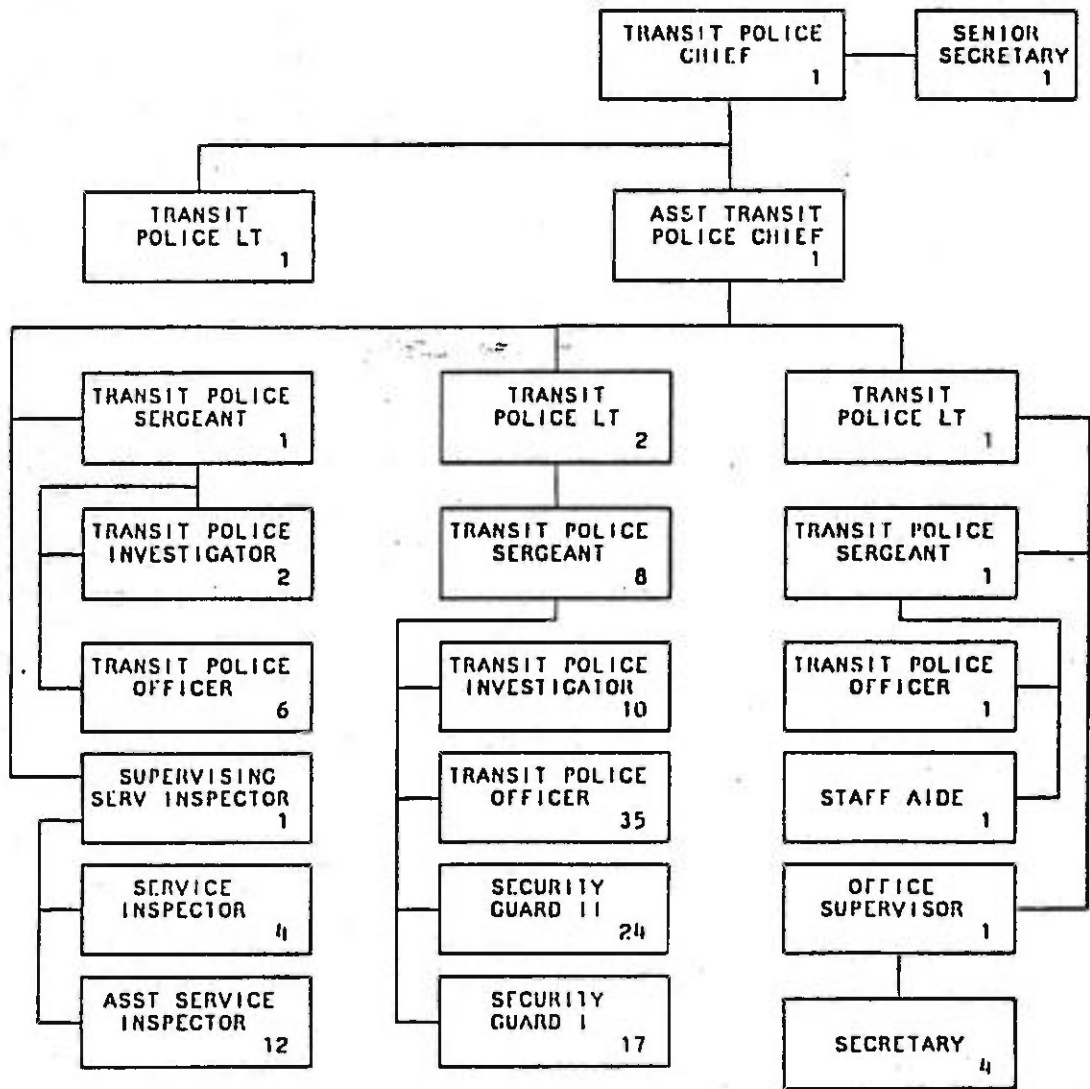 TRANSIT POLICE
CHIEF
1
SENIOR
SECRETARY
1
TRANSIT
POLICE LT
1
ASST TRANSIT
POLICE CHIEF
1
TRANSIT POLICE
SERGEANT
1
TRANSIT
POLICE LT
2
TRANSIT
POLICE LT
1
TRANSIT POLICE
INVESTIGATOR
2
TRANSIT POLICE
SERGEANT
8
TRANSIT POLICE
SERGEANT
1
TRANSIT POLICE
OFFICER
6
TRANSIT POLICE
INVESTIGATOR
10
TRANSIT POLICE
OFFICER
1
SUPERVISING
SERV INSPECTOR
1
TRANSIT POLICE
OFFICER
35
STAFF AIDE
1
SERVICE
INSPECTOR
4
SECURITY
GUARD II
24
OFFICE
SUPERVISOR
1
ASST SERVICE
INSPECTOR
12
SECURITY
GUARD I
17
SECRETARY
4